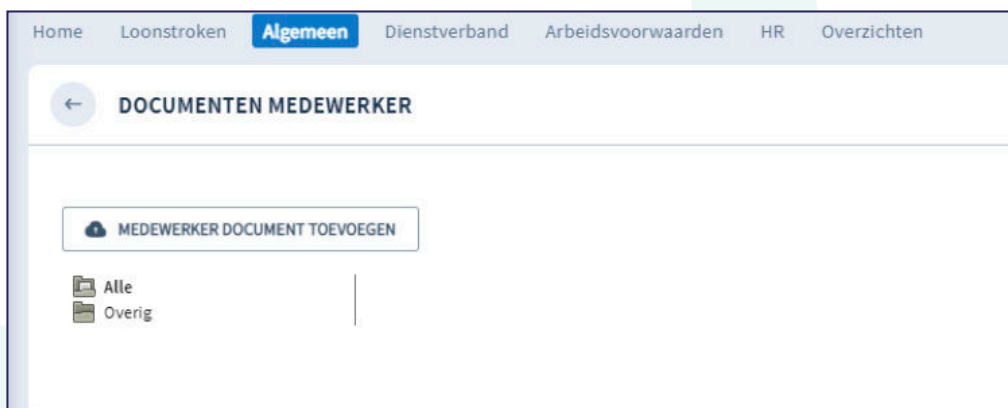 Home Loonstroken Algemeen Dienstverband Arbeidsvoorwaarden HR Overzichten
DOCUMENTEN MEDEWERKER
MEDEWERKER DOCUMENT TOEVOEGEN
Alle
Overig